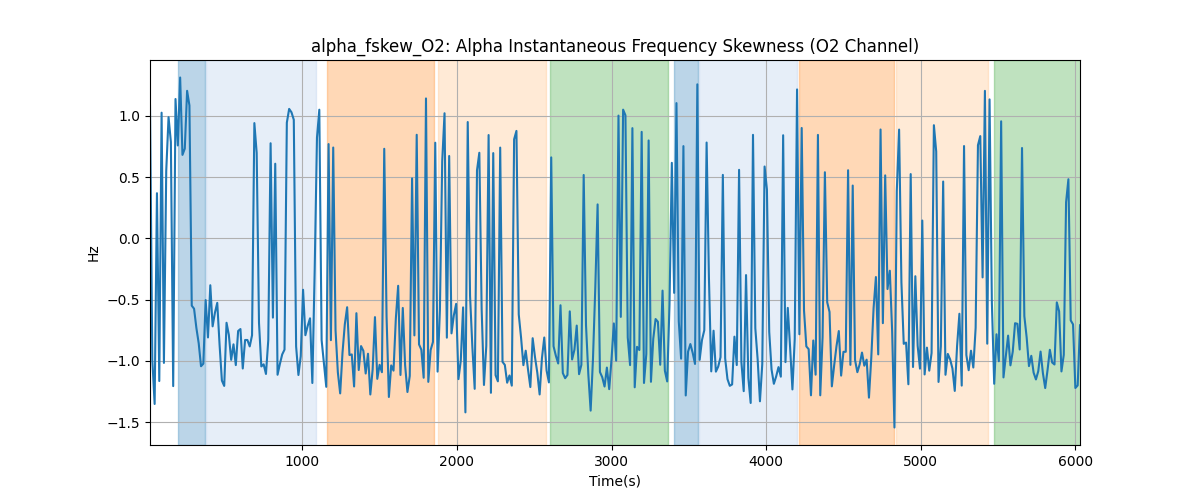 alpha_fskew_O2: Alpha Instantaneous Frequency Skewness (O2 Channel)
Hz
1.0
0.5
0.0
−0.5
−1.0
−1.5
1000 2000 3000 4000 5000 6000
Time(s)